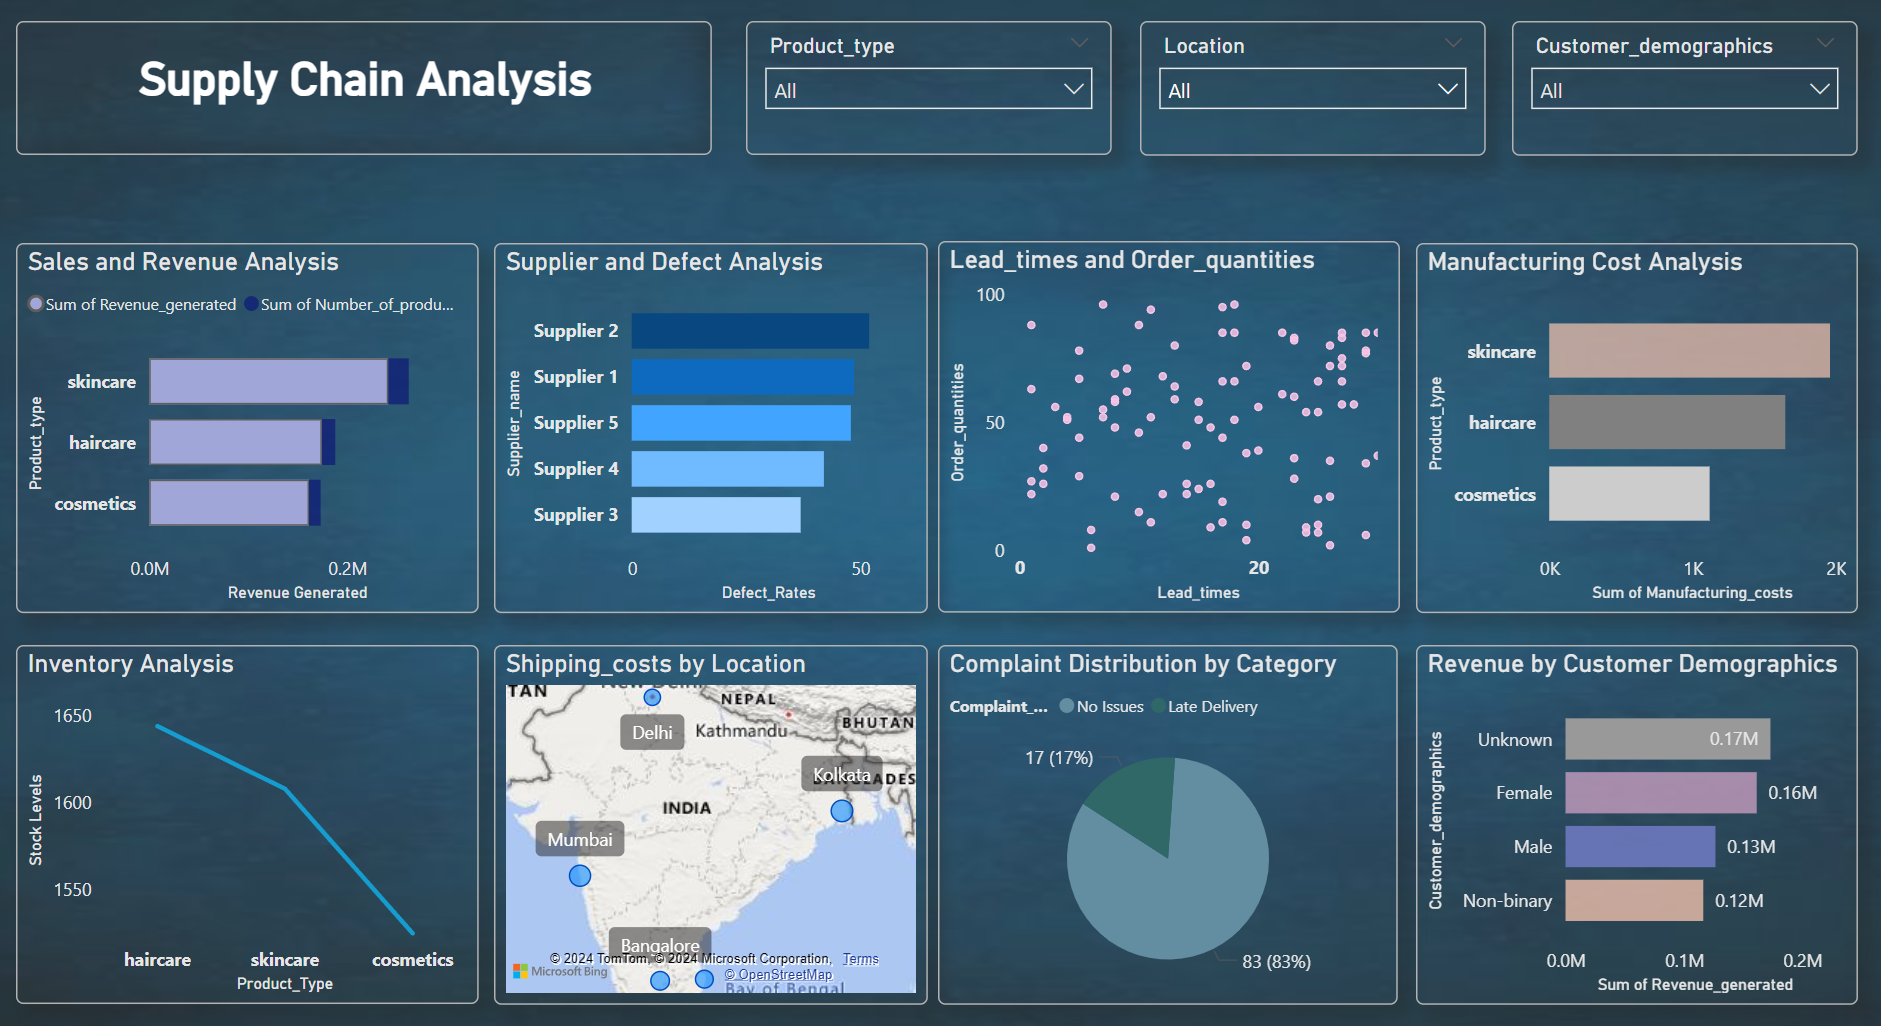 Supply Chain Analysis
Product_type
All
Location
All
Customer_demographics
All
Sales and Revenue Analysis
Sum of Revenue_generated Sum of Number_of_produ...
Product_type
skincare
haircare
cosmetics
0.0M 0.2M
Revenue Generated
Supplier and Defect Analysis
Supplier_name
Supplier 2
Supplier 1
Supplier 5
Supplier 4
Supplier 3
0 50
Defect_Rates
Lead_times and Order_quantities
Order_quantities
100
50
0
0 20
Lead_times
Manufacturing Cost Analysis
Product_type
skincare
haircare
cosmetics
0K 1K 2K
Sum of Manufacturing_costs
Inventory Analysis
Stock Levels
1650
1600
1550
haircare skincare cosmetics
Product_Type
Shipping_costs by Location
TAN
New Delhi
NEPAL
Delhi
Kathmandu
BHUTAN
Kolkata
ADES
INDIA
Mumbai
Bangalore
© 2024 TomTom, © 2024 Microsoft Corporation, Terms
Microsoft Bing
© OpenStreetMap
Bay of Bengal
Complaint Distribution by Category
Complaint_... No Issues Late Delivery
17 (17%)
83 (83%)
Revenue by Customer Demographics
Customer_demographics
Unknown 0.17M
Female 0.16M
Male 0.13M
Non-binary 0.12M
0.0M 0.1M 0.2M
Sum of Revenue_generated